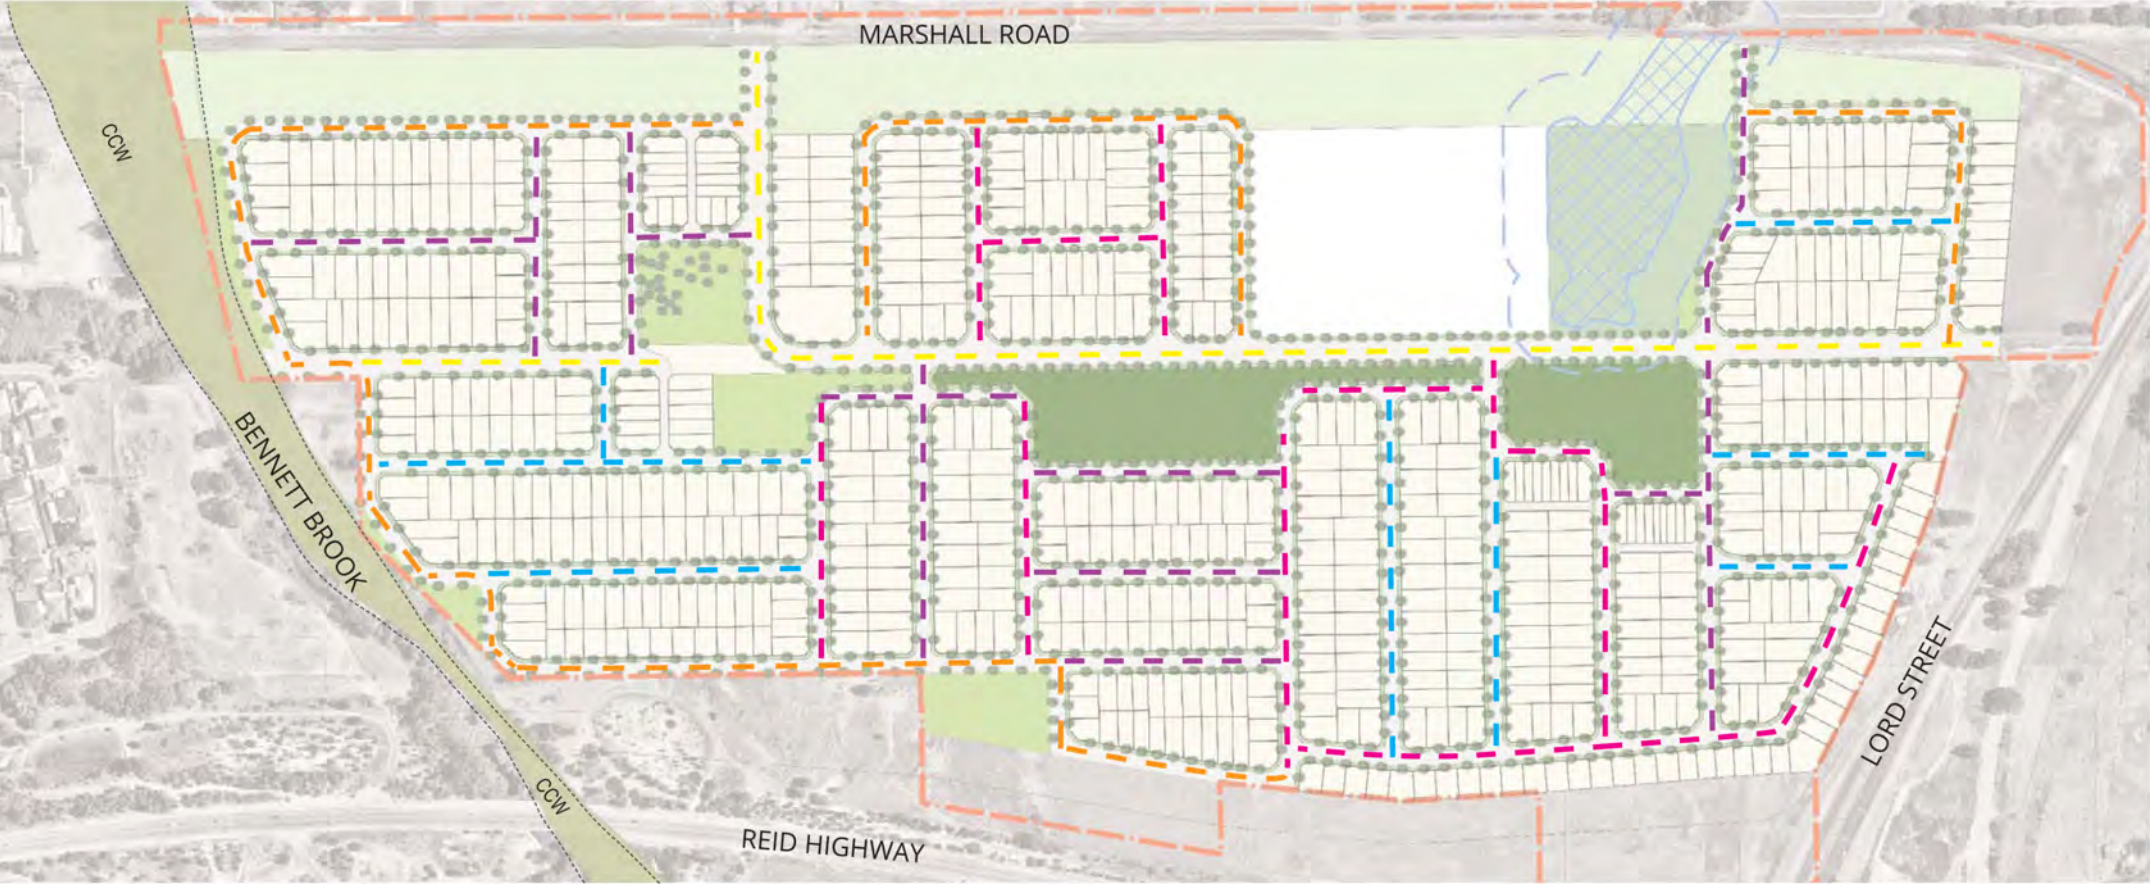 MARSHALL ROAD
CCW
BENNETT BROOK
LORD STREET
CCW
REID HIGHWAY